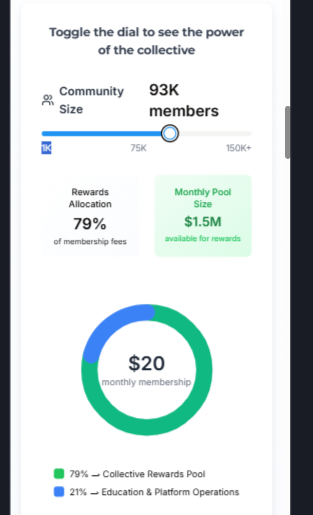 Toggle the dial to see the power
of the collective
Community
Size
93K
members
1K
75K
150K+
Rewards
Allocation
79%
of membership fees
Monthly Pool
Size
$1.5M
available for rewards
$20
monthly membership
79% — Collective Rewards Pool
21% — Education & Platform Operations